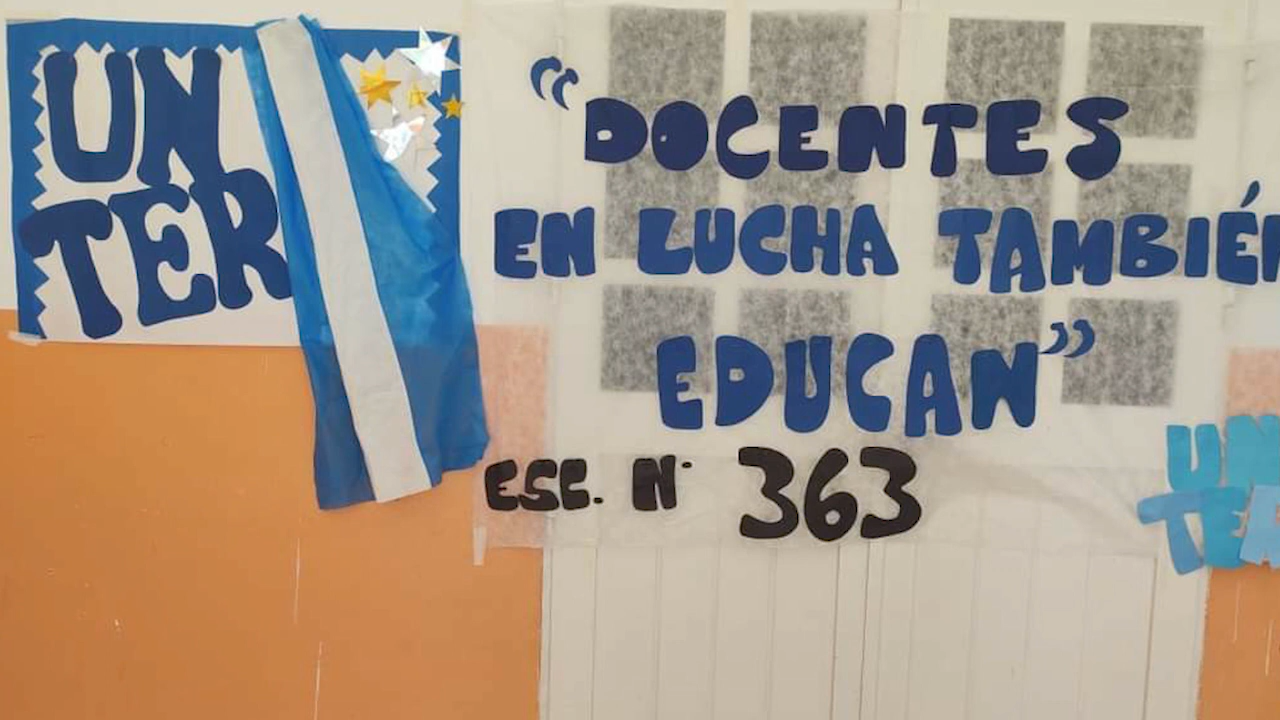 UN
TER
“DOCENTES
EN LUCHA TAMBIÉN
EDUCAN”
ESC. N° 363
UN
TER